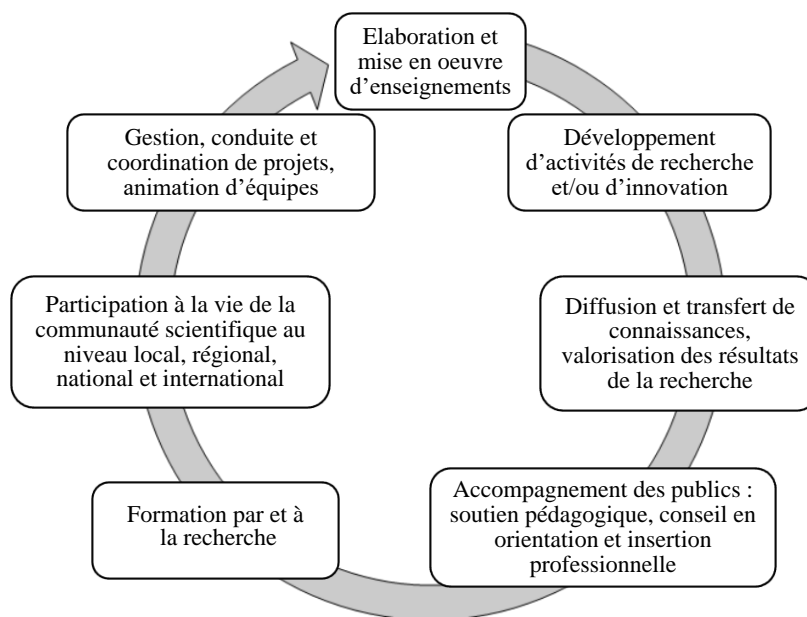 Elaboration et
mise en oeuvre
d’enseignements
Développement
d’activités de recherche
et/ou d’innovation
Diffusion et transfert de
connaissances,
valorisation des résultats
de la recherche
Accompagnement des publics :
soutien pédagogique, conseil en
orientation et insertion
professionnelle
Formation par et à
la recherche
Participation à la vie de la
communauté scientifique au
niveau local, régional,
national et international
Gestion, conduite et
coordination de projets,
animation d’équipes